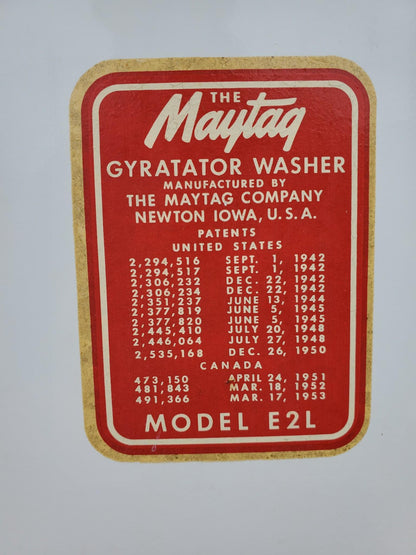 THE
Maytag
GYRATATOR WASHER
MANUFACTURED BY
THE MAYTAG COMPANY
NEWTON IOWA, U.S.A.
PATENTS
UNITED STATES
2,294,516 SEPT. 1, 1942
2,294,517 SEPT. 1, 1942
2,306,232 DEC. 22, 1942
2,306,234 DEC. 22, 1942
2,351,237 JUNE 13, 1944
2,377,819 JUNE 5, 1945
2,377,820 JUNE 5, 1945
2,445,410 JULY 20, 1948
2,446,064 JULY 27, 1948
2,535,168 DEC. 26, 1950
CANADA
473,150 APRIL 24, 1951
481,843 MAR. 18, 1952
491,366 MAR. 17, 1953
MODEL E2L